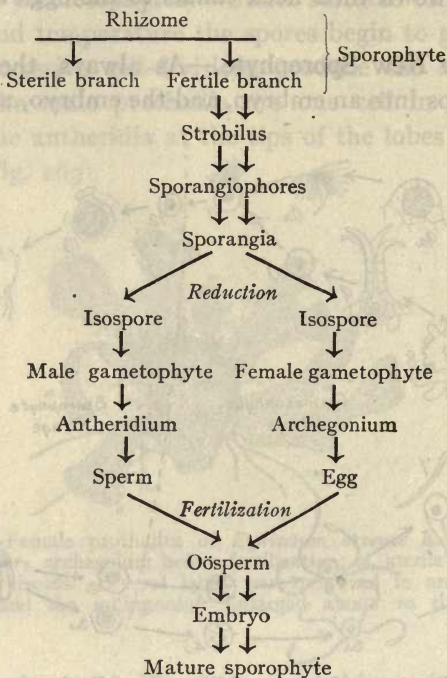 Rhizome
Sporophyte
Sterile branch Fertile branch
Strobilus
Sporangiophores
Sporangia
Reduction
Isospore Isospore
Male gametophyte Female gametophyte
Antheridium Archegonium
Sperm Egg
Fertilization
Oösperm
Embryo
Mature sporophyte